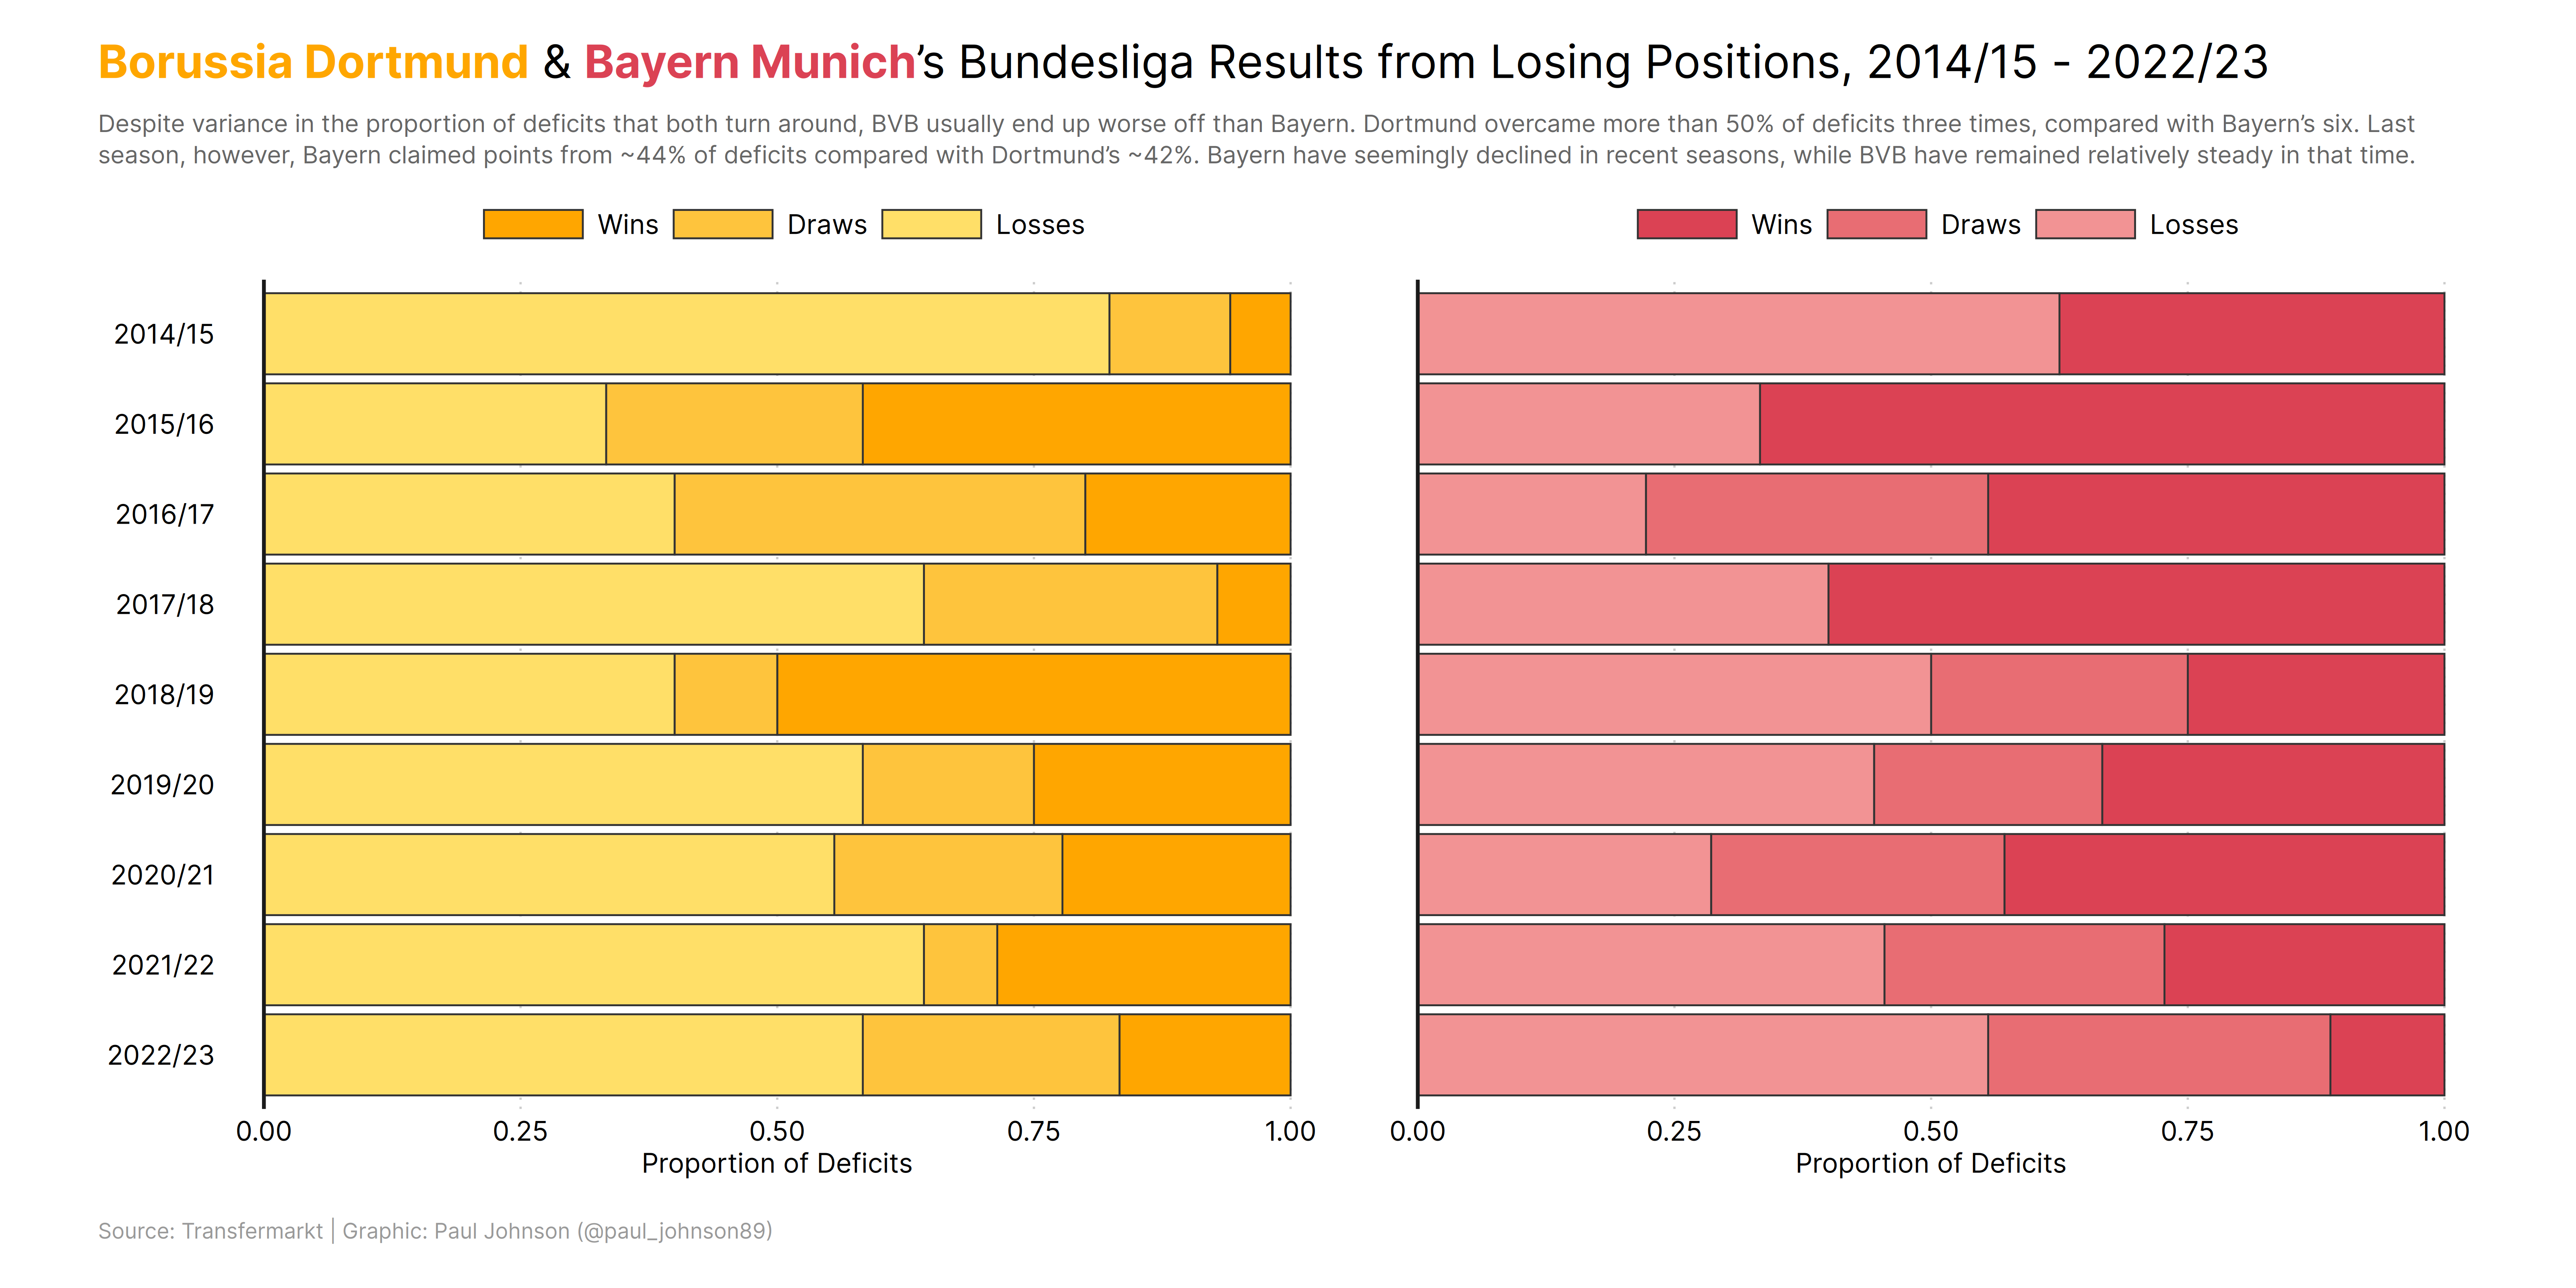 Borussia Dortmund & Bayern Munich’s Bundesliga Results from Losing Positions, 2014/15 - 2022/23
Despite variance in the proportion of deficits that both turn around, BVB usually end up worse off than Bayern. Dortmund overcame more than 50% of deficits three times, compared with Bayern’s six. Last
season, however, Bayern claimed points from ~44% of deficits compared with Dortmund’s ~42%. Bayern have seemingly declined in recent seasons, while BVB have remained relatively steady in that time.
Wins Draws Losses
Wins Draws Losses
2014/15
2015/16
2016/17
2017/18
2018/19
2019/20
2020/21
2021/22
2022/23
0.00 0.25 0.50 0.75 1.00
Proportion of Deficits
0.00 0.25 0.50 0.75 1.00
Proportion of Deficits
Source: Transfermarkt | Graphic: Paul Johnson (@paul_johnson89)